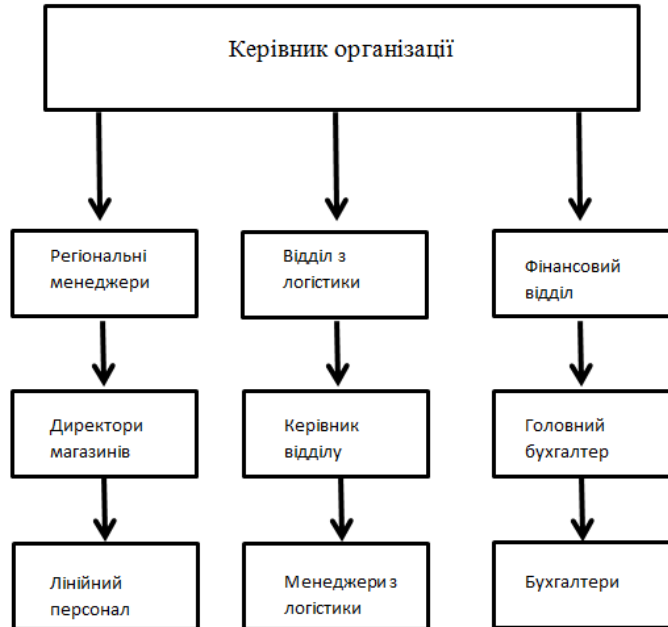 Керівник організації
Регіональні
менеджери
Відділ з
логістики
Фінансовий
відділ
Директори
магазинів
Керівник
відділу
Головний
бухгалтер
Лінійний
персонал
Менеджери з
логістики
Бухгалтери